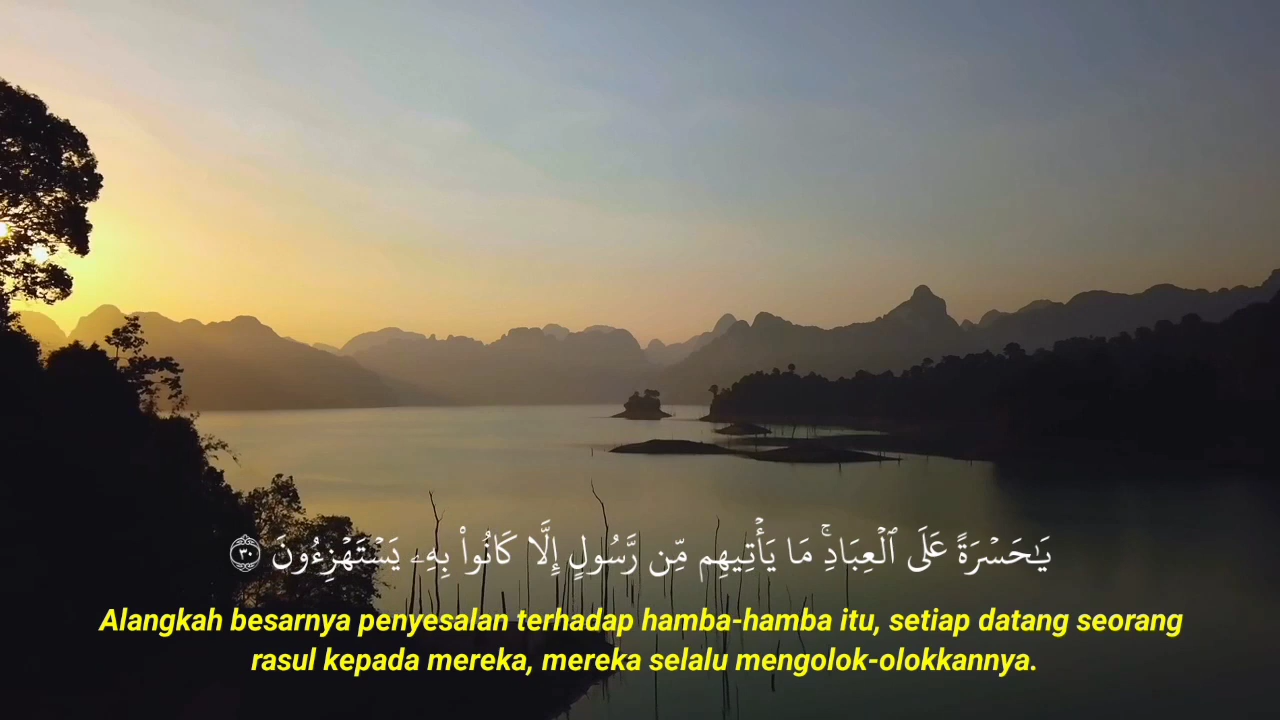 يَـٰحَسْرَةً عَلَى ٱلْعِبَادِ ۚ مَا يَأْتِيهِم مِّن رَّسُولٍ إِلَّا كَانُوا۟ بِهِۦ يَسْتَهْزِءُونَ ٣٠
Alangkah besarnya penyesalan terhadap hamba-hamba itu, setiap datang seorang
rasul kepada mereka, mereka selalu mengolok-olokkannya.